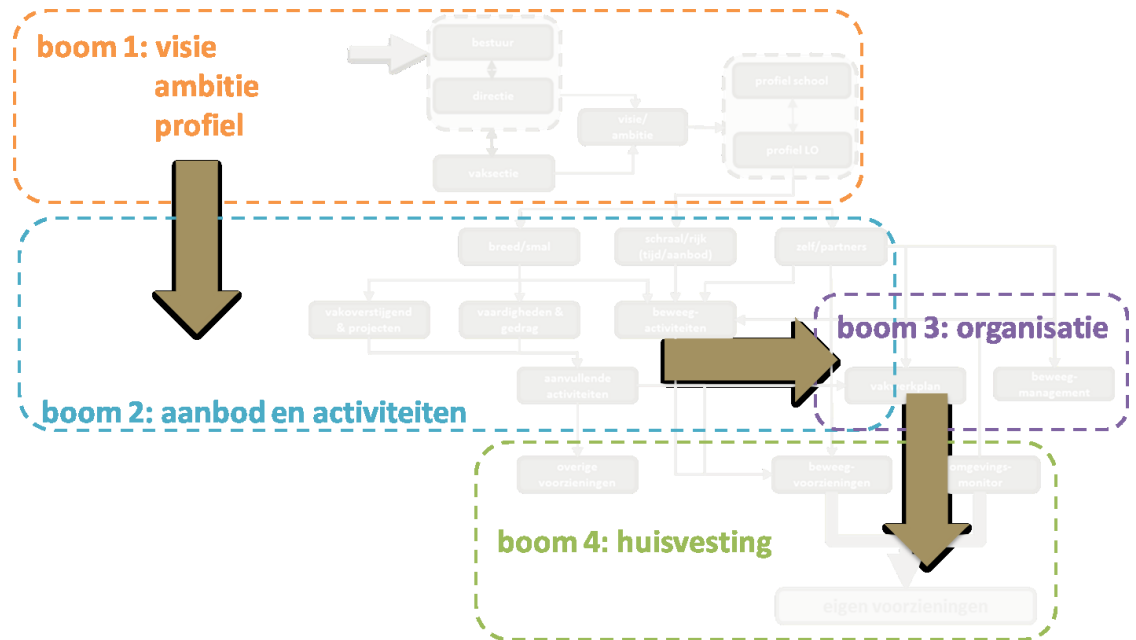 boom 1: visie
ambitie
profiel
bestuur
directie
vaksectie
visie/
ambitie
profiel school
profiel LO
breed/smal
schraal/rijk
(tijd/aanbod)
zelf/partners
vakoverstijgend
& projecten
vaardigheden &
gedrag
beweeg-
activiteiten
boom 3: organisatie
aanvullende
activiteiten
vakwerkplan
beweeg-
management
boom 2: aanbod en activiteiten
overige
voorzieningen
beweeg-
voorzieningen
omgevings-
monitor
boom 4: huisvesting
eigen voorzieningen